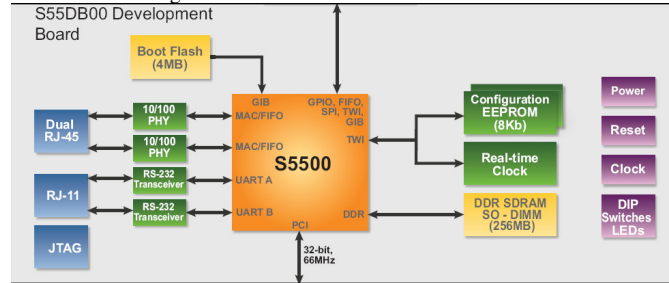 S55DB00 Development
Board
Boot Flash
(4MB)
GIB
GPIO, FIFO,
SPI, TWI,
GIB
Dual
RJ-45
10/100
PHY
MAC/FIFO
10/100
PHY
MAC/FIFO
S5500
TWI
Configuration
EEPROM
(8Kb)
Real-time
Clock
Power
Reset
Clock
RJ-11
RS-232
Transceiver
UART A
RS-232
Transceiver
UART B
DDR
DDR SDRAM
SO - DIMM
(256MB)
DIP
Switches
LEDs
PCI
JTAG
32-bit,
66MHz